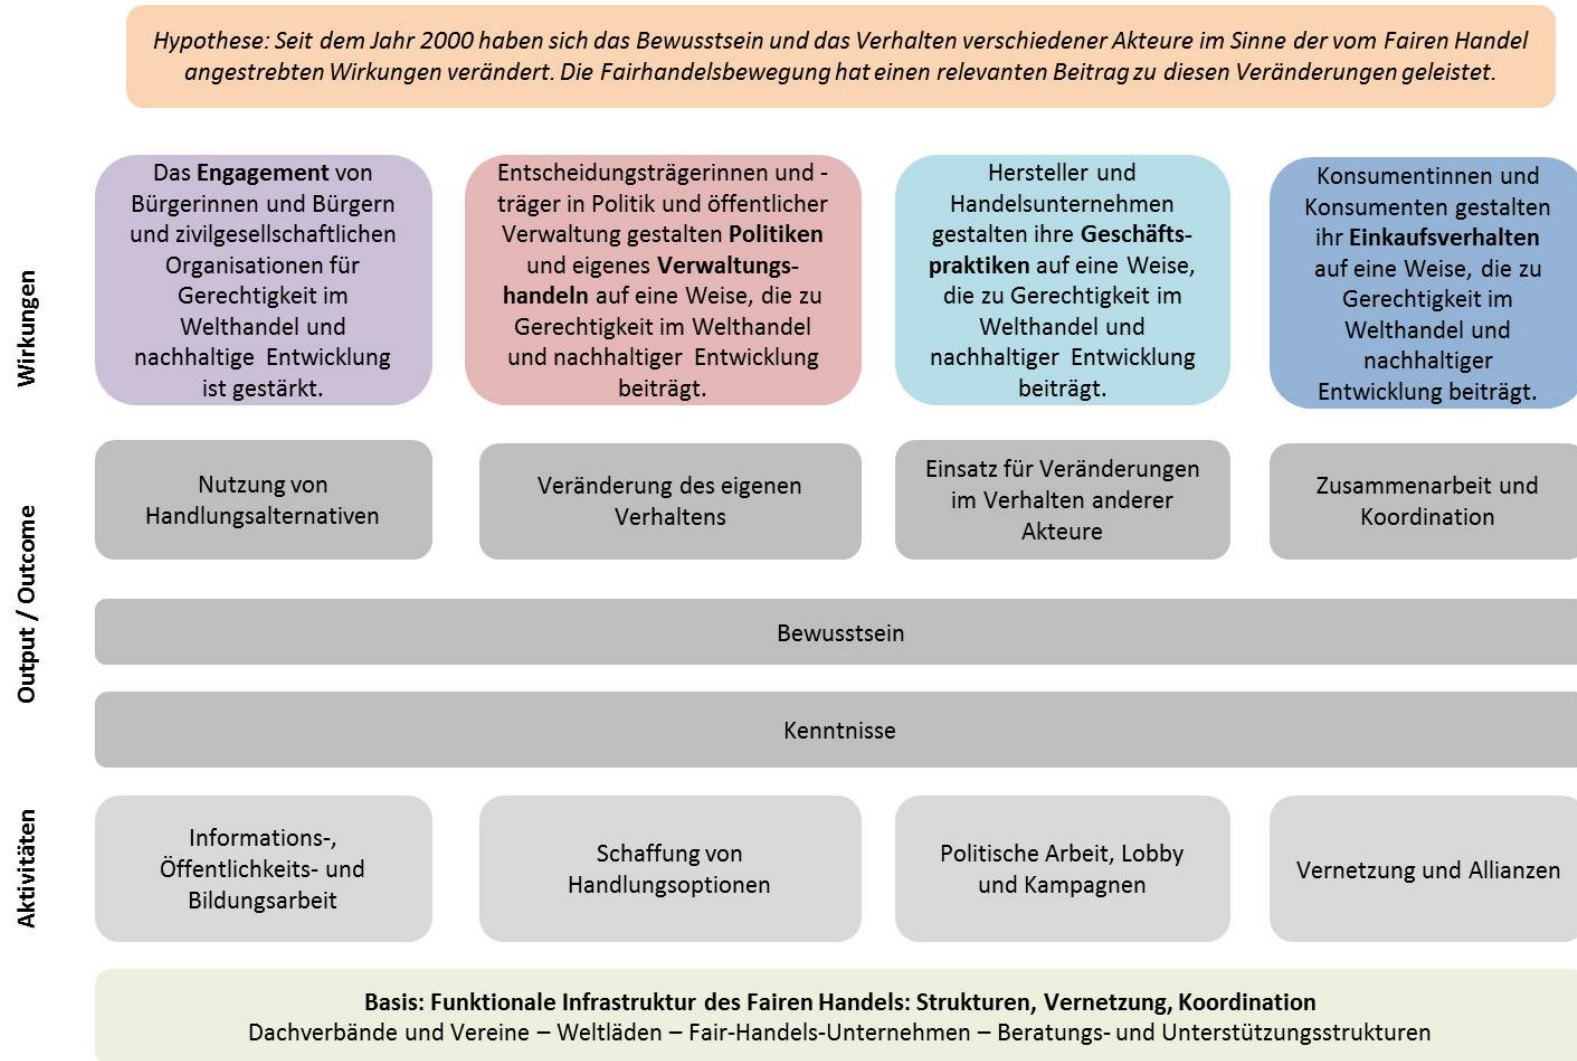 Hypothese: Seit dem Jahr 2000 haben sich das Bewusstsein und das Verhalten verschiedener Akteure im Sinne der vom Fairen Handel
angestrebten Wirkungen verändert. Die Fairhandelsbewegung hat einen relevanten Beitrag zu diesen Veränderungen geleistet.
Wirkungen
Das Engagement von
Bürgerinnen und Bürgern
und zivilgesellschaftlichen
Organisationen für
Gerechtigkeit im
Welthandel und
nachhaltige Entwicklung
ist gestärkt.
Entscheidungsträgerinnen und -
träger in Politik und öffentlicher
Verwaltung gestalten Politiken
und eigenes Verwaltungs-
handeln auf eine Weise, die zu
Gerechtigkeit im Welthandel
und nachhaltiger Entwicklung
beiträgt.
Hersteller und
Handelsunternehmen
gestalten ihre Geschäfts-
praktiken auf eine Weise,
die zu Gerechtigkeit im
Welthandel und
nachhaltiger Entwicklung
beiträgt.
Konsumentinnen und
Konsumenten gestalten
ihr Einkaufsverhalten
auf eine Weise, die zu
Gerechtigkeit im
Welthandel und
nachhaltiger
Entwicklung beiträgt.
Output / Outcome
Nutzung von
Handlungsalternativen
Veränderung des eigenen
Verhaltens
Einsatz für Veränderungen
im Verhalten anderer
Akteure
Zusammenarbeit und
Koordination
Bewusstsein
Kenntnisse
Aktivitäten
Informations-,
Öffentlichkeits- und
Bildungsarbeit
Schaffung von
Handlungsoptionen
Politische Arbeit, Lobby
und Kampagnen
Vernetzung und Allianzen
Basis: Funktionale Infrastruktur des Fairen Handels: Strukturen, Vernetzung, Koordination
Dachverbände und Vereine – Weltläden – Fair-Handels-Unternehmen – Beratungs- und Unterstützungsstrukturen